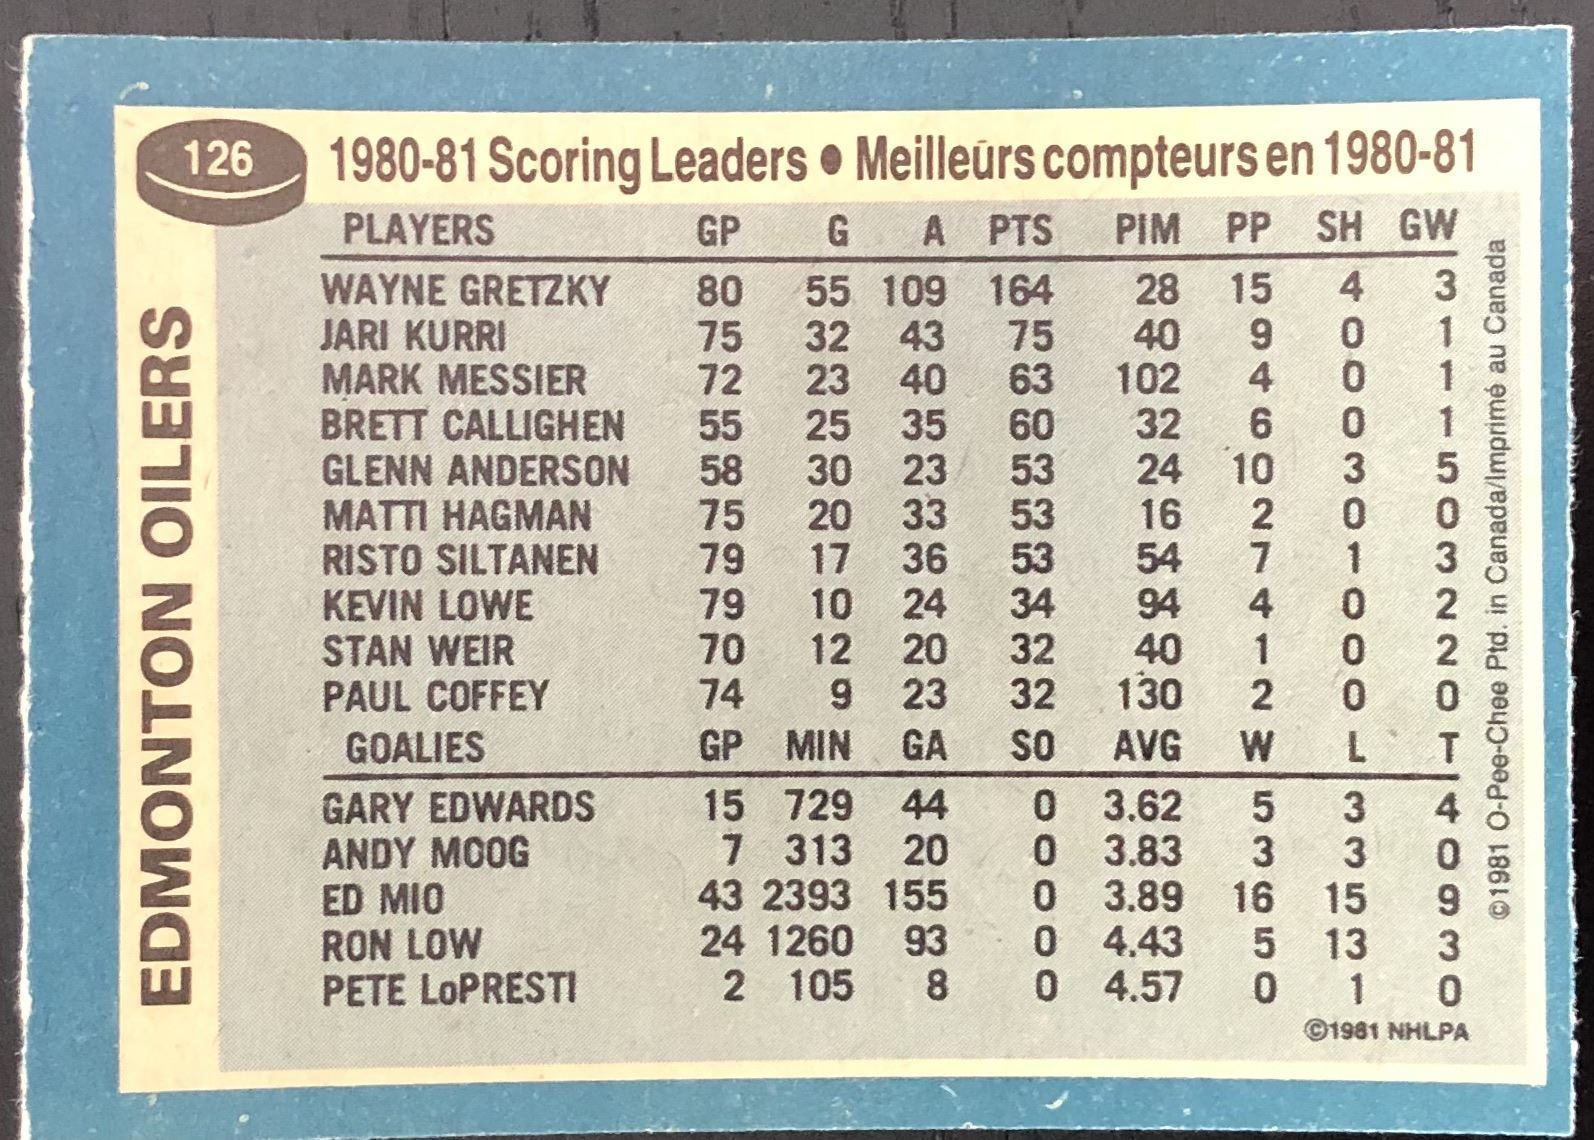 126
1980-81 Scoring Leaders • Meilleurs compteurs en 1980-81
EDMONTON OILERS
PLAYERS GP G A PTS PIM PP SH GW
WAYNE GRETZKY 80 55 109 164 28 15 4 3
JARI KURRI 75 32 43 75 40 9 0 1
MARK MESSIER 72 23 40 63 102 4 0 1
BRETT CALLIGHEN 55 25 35 60 32 6 0 1
GLENN ANDERSON 58 30 23 53 24 10 3 5
MATTI HAGMAN 75 20 33 53 16 2 0 0
RISTO SILTANEN 79 17 36 53 54 7 1 3
KEVIN LOWE 79 10 24 34 94 4 0 2
STAN WEIR 70 12 20 32 40 1 0 2
PAUL COFFEY 74 9 23 32 130 2 0 0
GOALIES GP MIN GA SO AVG W L T
GARY EDWARDS 15 729 44 0 3.62 5 3 4
ANDY MOOG 7 313 20 0 3.83 3 3 0
ED MIO 43 2393 155 0 3.89 16 15 9
RON LOW 24 1260 93 0 4.43 5 13 3
PETE LoPRESTI 2 105 8 0 4.57 0 1 0
©1981 NHLPA
©1981 O-Pee-Chee Ptd. in Canada/Imprimé au Canada